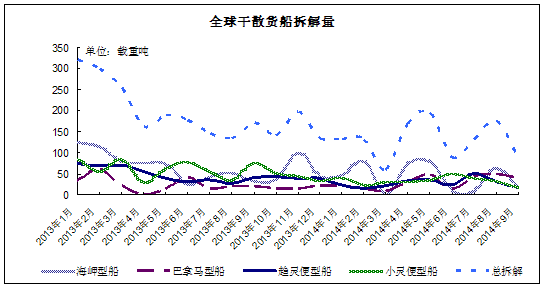 全球干散货船拆解量
单位：载重吨
350
300
250
200
150
100
50
0
2013年1月
2013年2月
2013年3月
2013年4月
2013年5月
2013年6月
2013年7月
2013年8月
2013年9月
2013年10月
2013年11月
2013年12月
2014年1月
2014年2月
2014年3月
2014年4月
2014年5月
2014年6月
2014年7月
2014年8月
2014年9月
海岬型船 巴拿马型船 超灵便型船 小灵便型船 总拆解